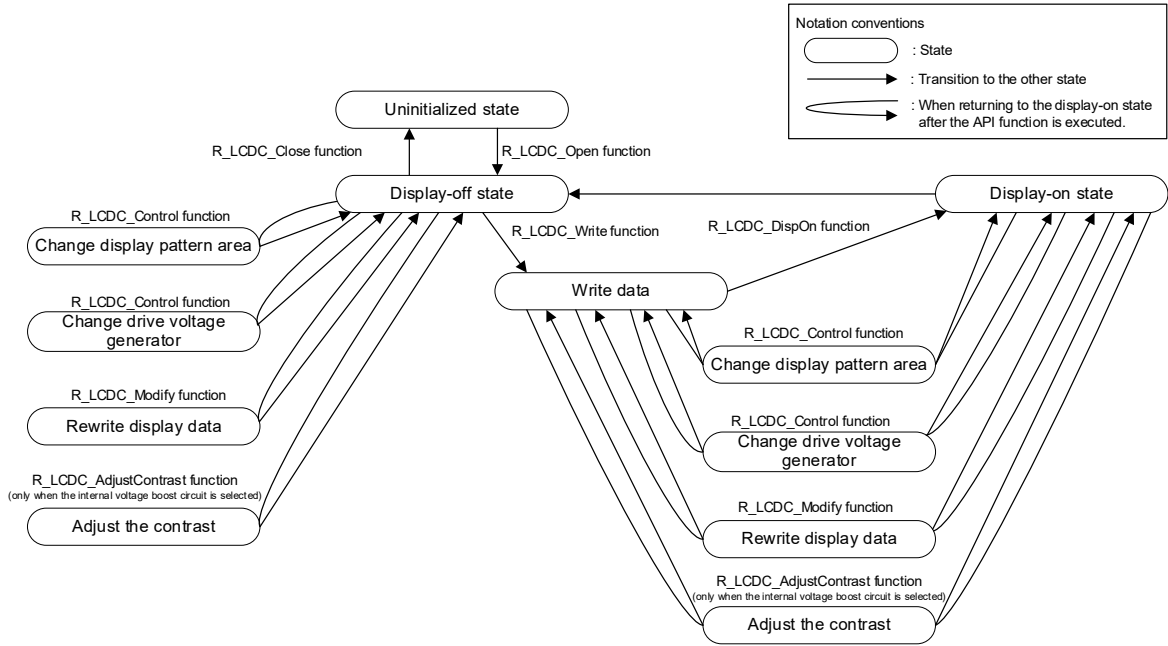 Notation conventions
: State
: Transition to the other state
: When returning to the display-on state
after the API function is executed.
Uninitialized state
R_LCDC_Close function
R_LCDC_Open function
Display-off state
Display-on state
R_LCDC_Control function
Change display pattern area
R_LCDC_Write function
R_LCDC_DispOn function
Write data
R_LCDC_Control function
Change drive voltage
generator
R_LCDC_Control function
Change display pattern area
R_LCDC_Modify function
Rewrite display data
R_LCDC_Control function
Change drive voltage
generator
R_LCDC_AdjustContrast function
(only when the internal voltage boost circuit is selected)
Adjust the contrast
R_LCDC_Modify function
Rewrite display data
R_LCDC_AdjustContrast function
(only when the internal voltage boost circuit is selected)
Adjust the contrast